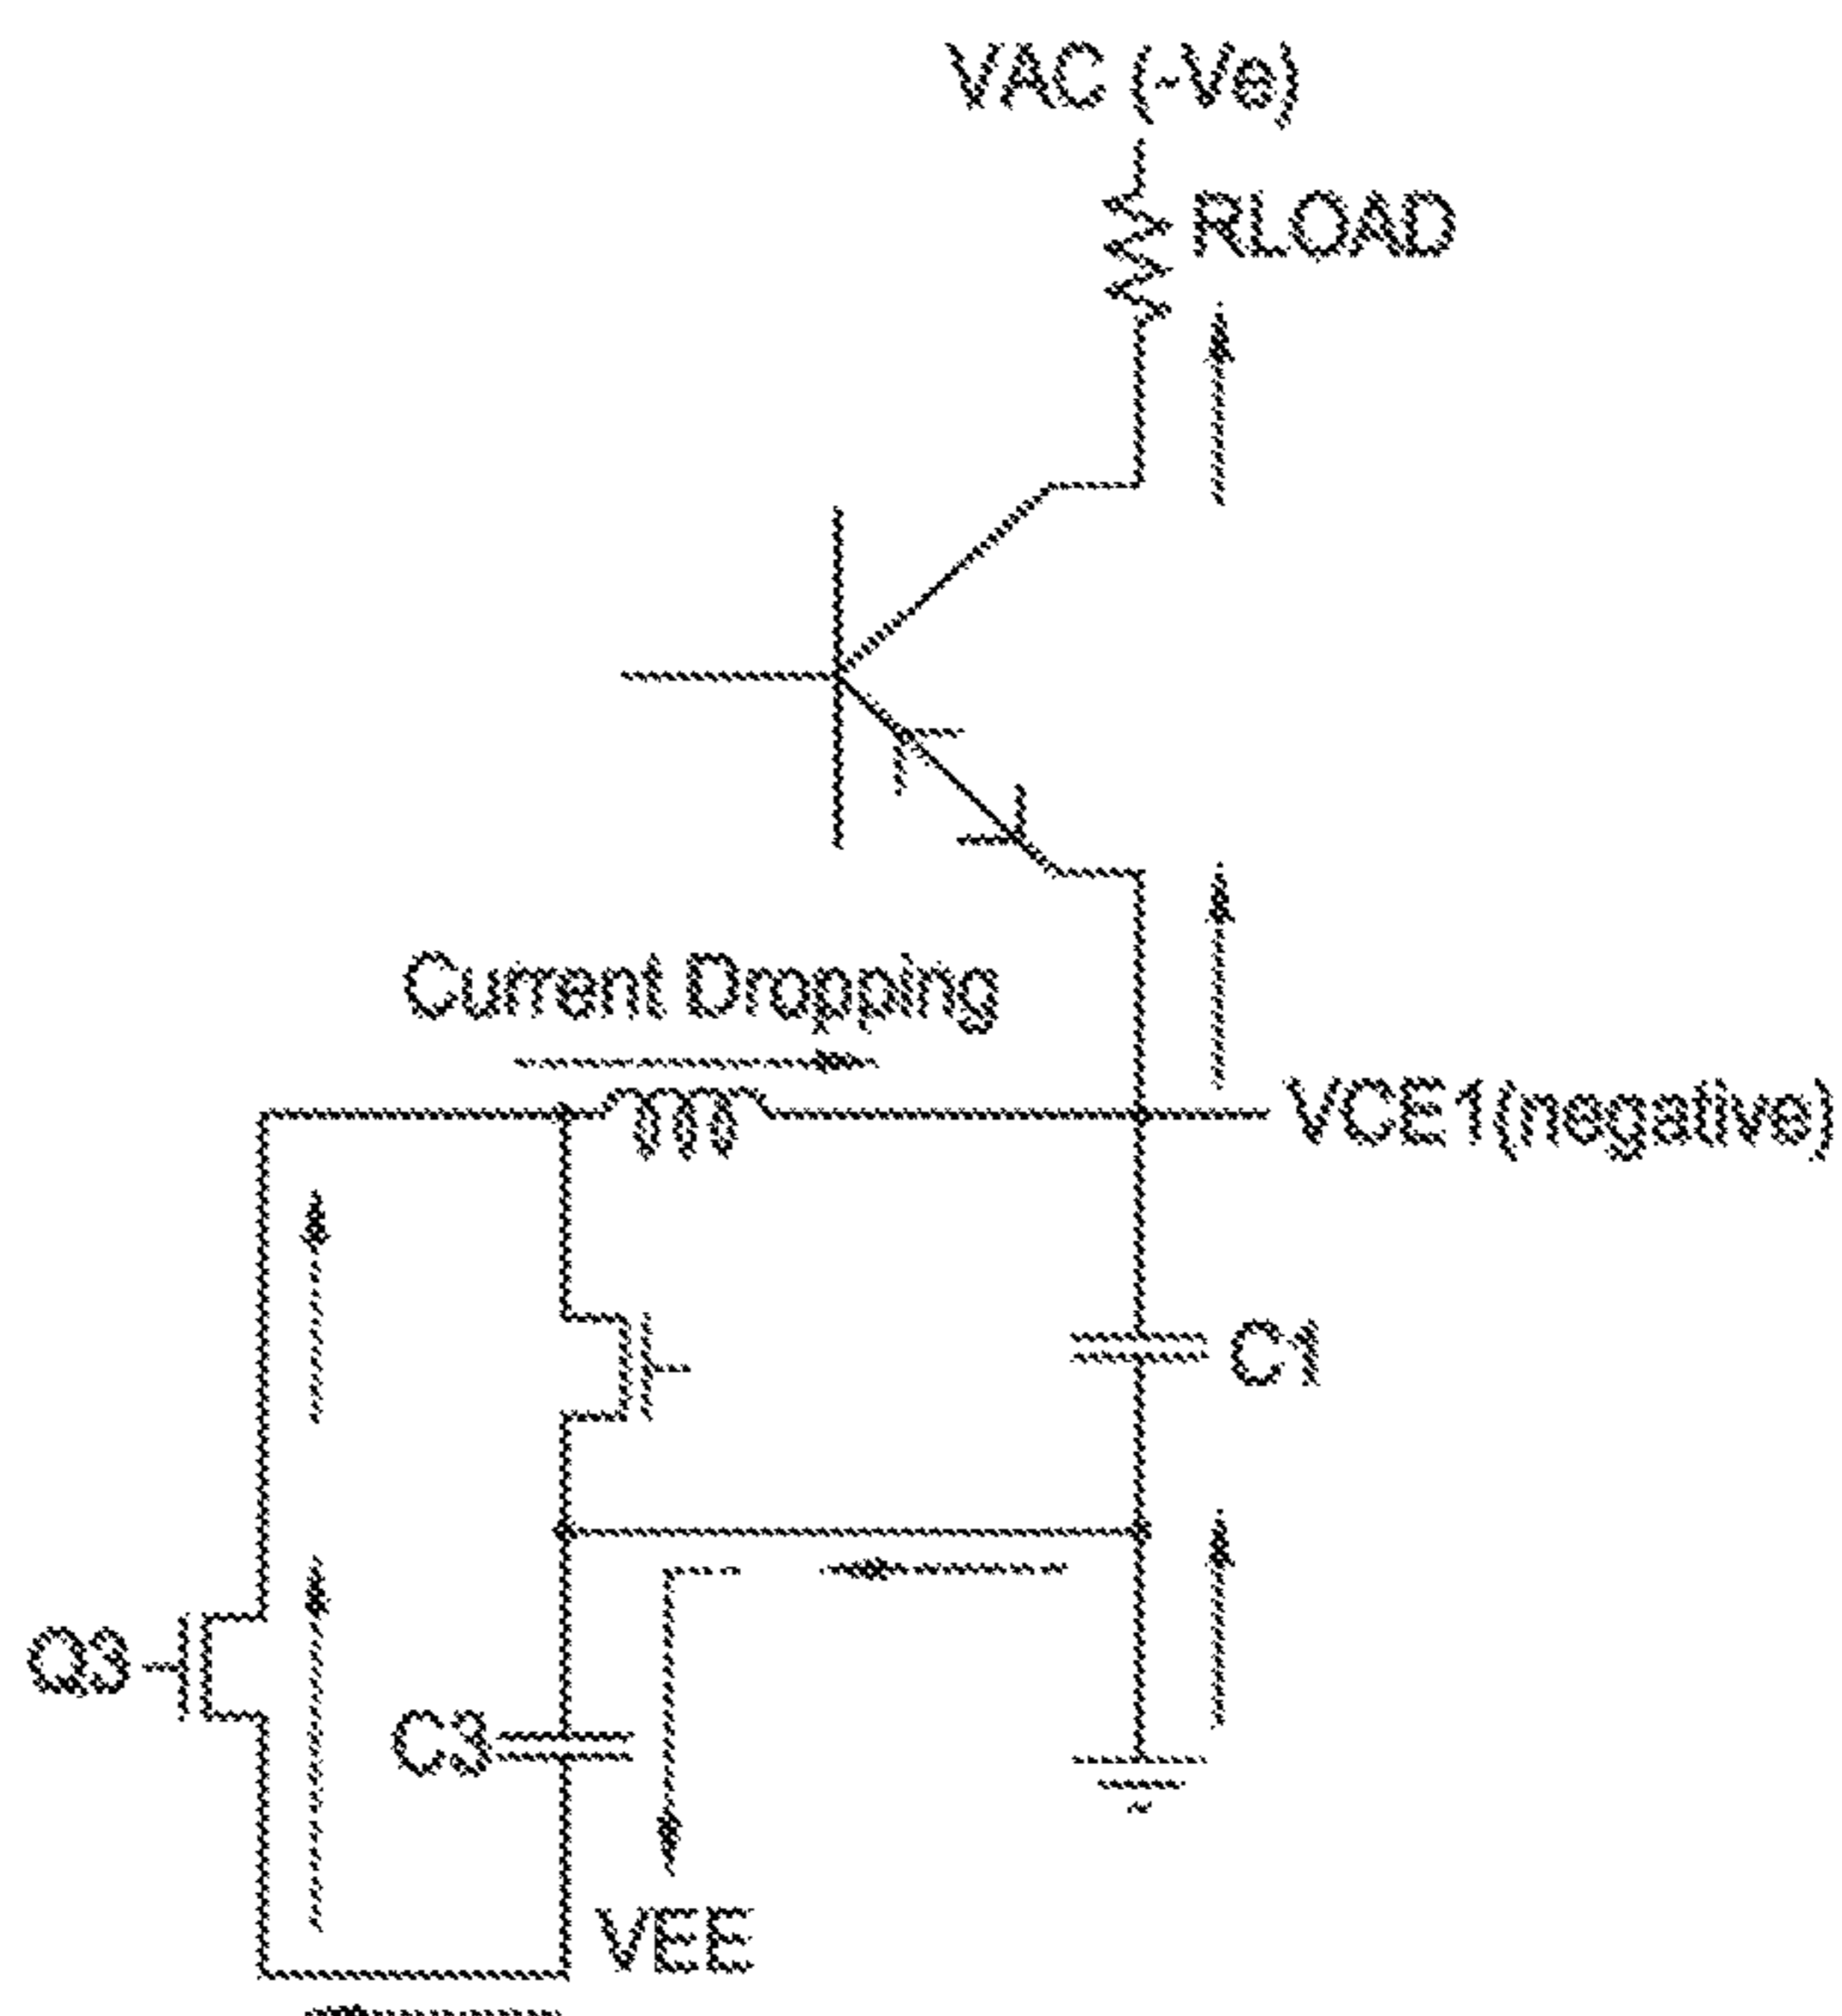 VAC (-Ve)
RLOAD
Current Dropping
VCE1(negative)
C1
Q3
C3
VEE